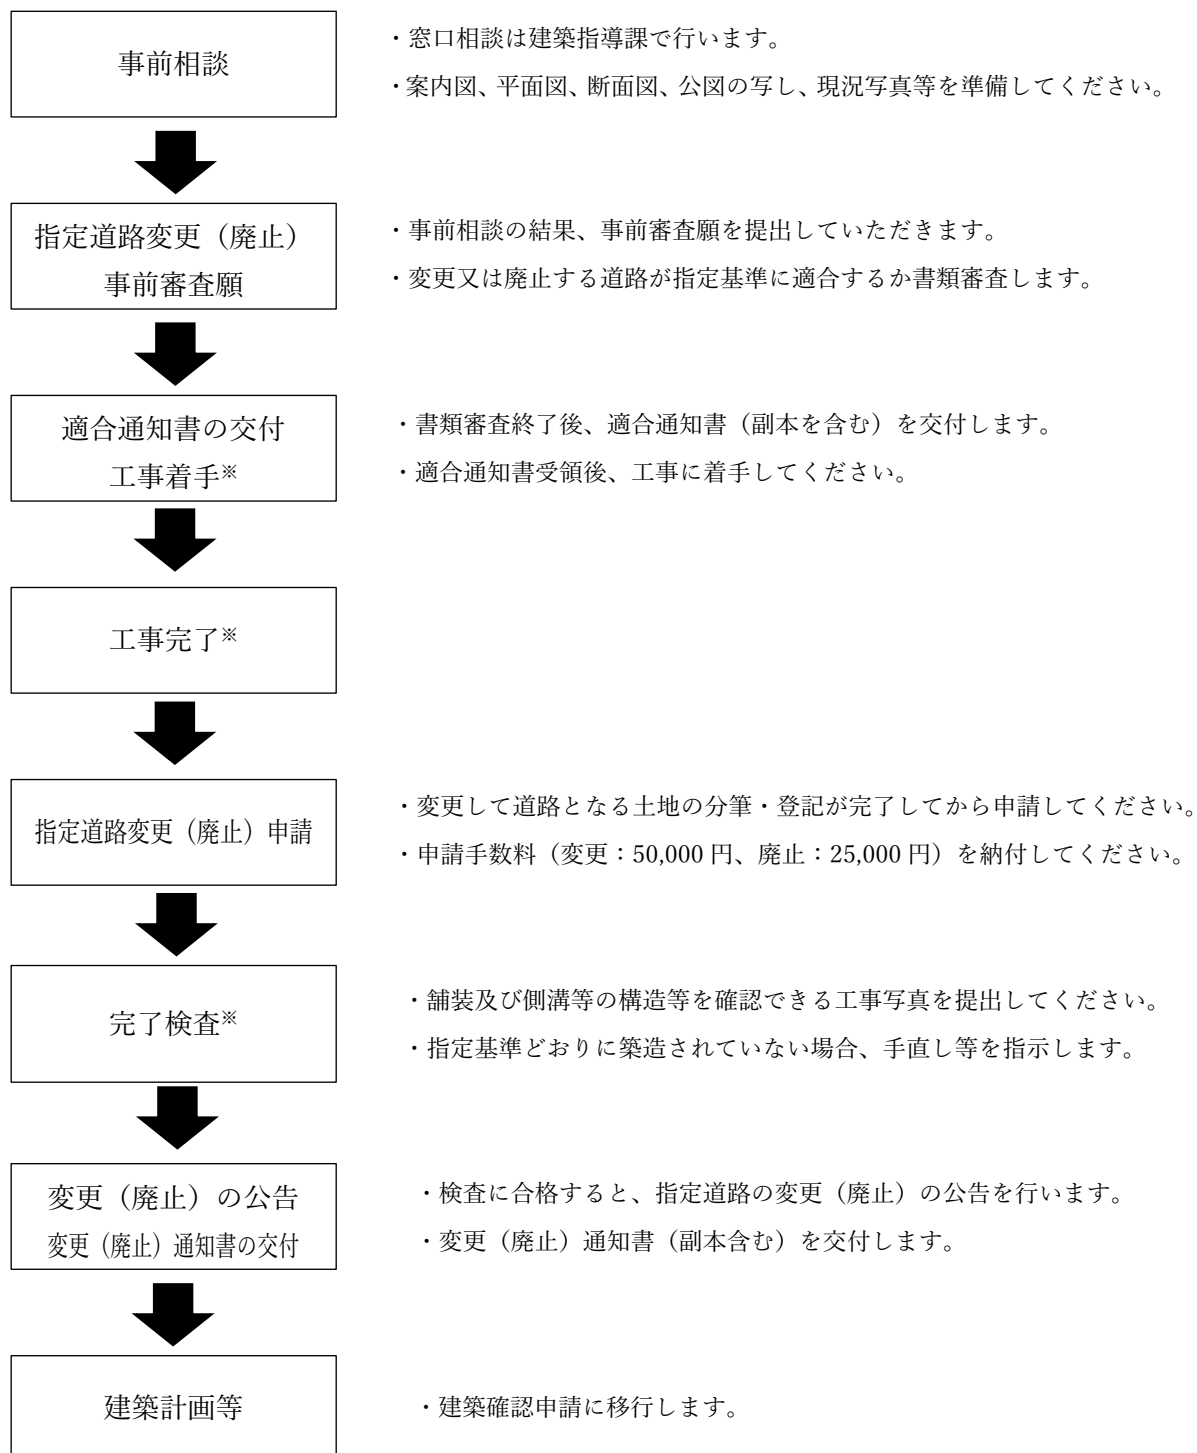 事前相談
・窓口相談は建築指導課で行います。
・案内図、平面図、断面図、公図の写し、現況写真等を準備してください。
指定道路変更（廃止）
事前審査願
・事前相談の結果、事前審査願を提出していただきます。
・変更又は廃止する道路が指定基準に適合するか書類審査します。
適合通知書の交付
工事着手※
・書類審査終了後、適合通知書（副本を含む）を交付します。
・適合通知書受領後、工事に着手してください。
工事完了※
指定道路変更（廃止）申請
・変更して道路となる土地の分筆・登記が完了してから申請してください。
・申請手数料（変更：50,000 円、廃止：25,000 円）を納付してください。
完了検査※
・舗装及び側溝等の構造等を確認できる工事写真を提出してください。
・指定基準どおりに築造されていない場合、手直し等を指示します。
変更（廃止）の公告
変更（廃止）通知書の交付
・検査に合格すると、指定道路の変更（廃止）の公告を行います。
・変更（廃止）通知書（副本含む）を交付します。
建築計画等
・建築確認申請に移行します。